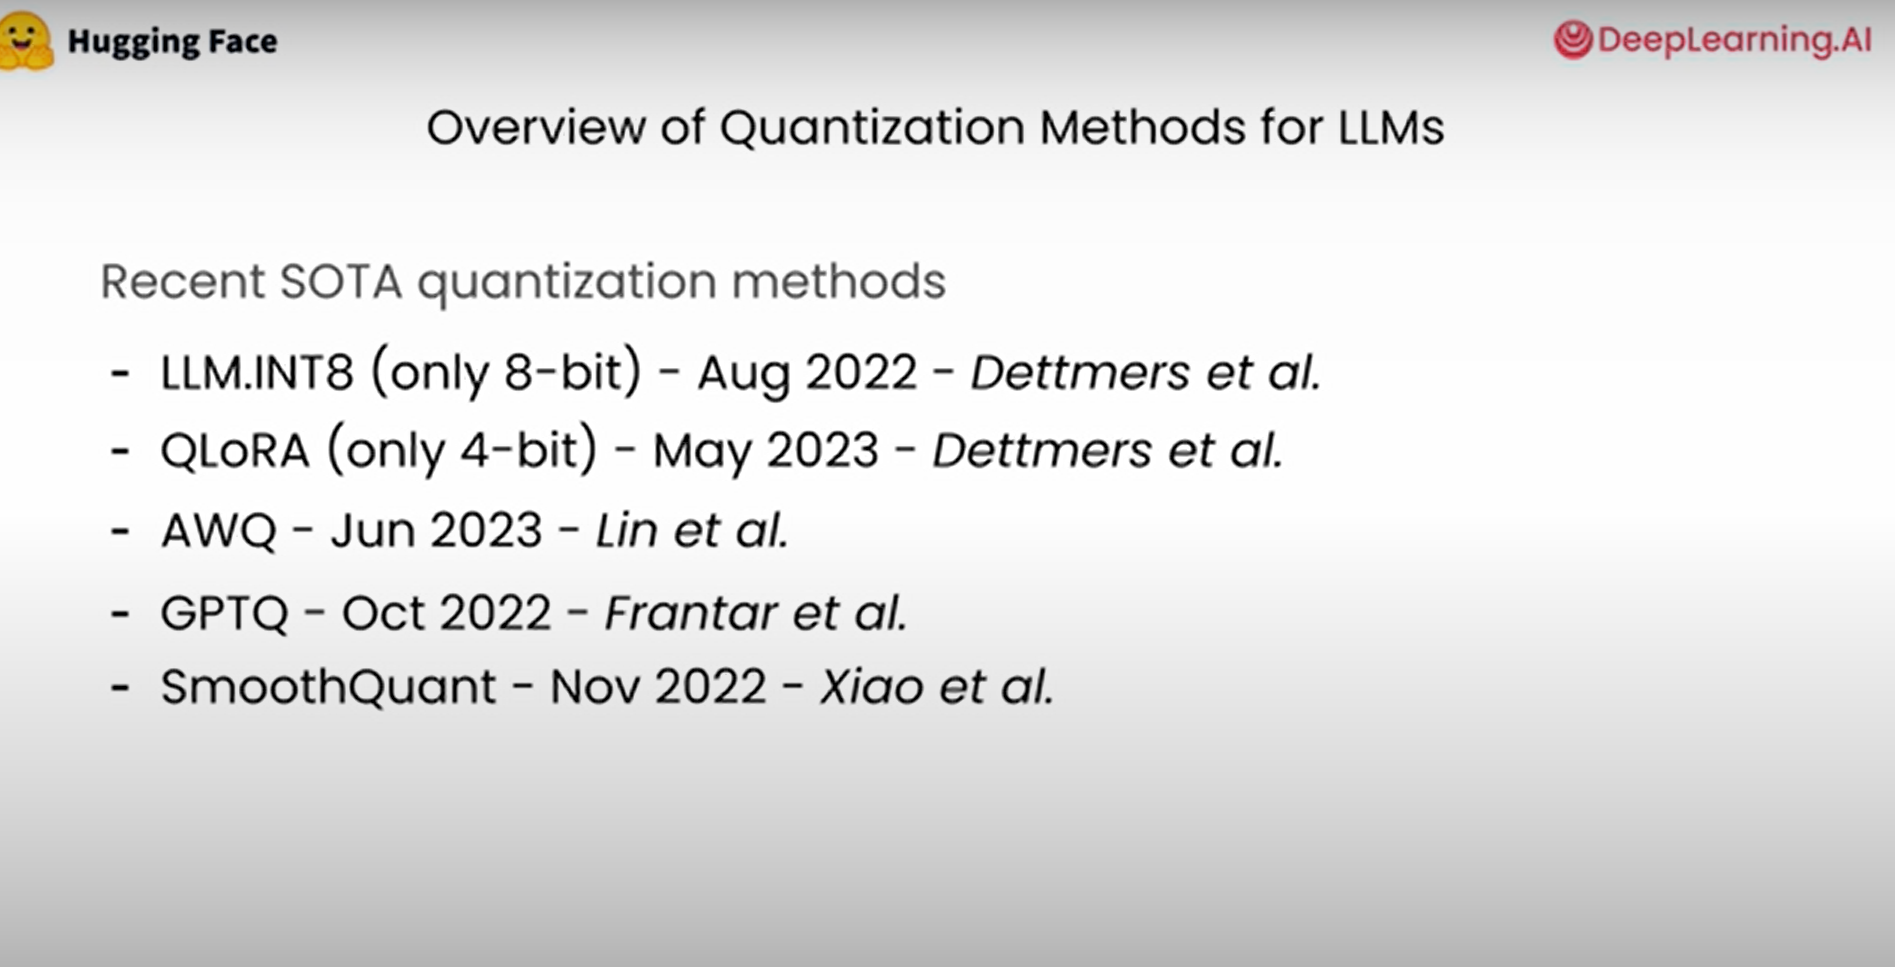 Hugging Face
DeepLearning.AI
Overview of Quantization Methods for LLMs
Recent SOTA quantization methods
- LLM.INT8 (only 8-bit) - Aug 2022 - Dettmers et al.
- QLoRA (only 4-bit) - May 2023 - Dettmers et al.
- AWQ - Jun 2023 - Lin et al.
- GPTQ - Oct 2022 - Frantar et al.
- SmoothQuant - Nov 2022 - Xiao et al.